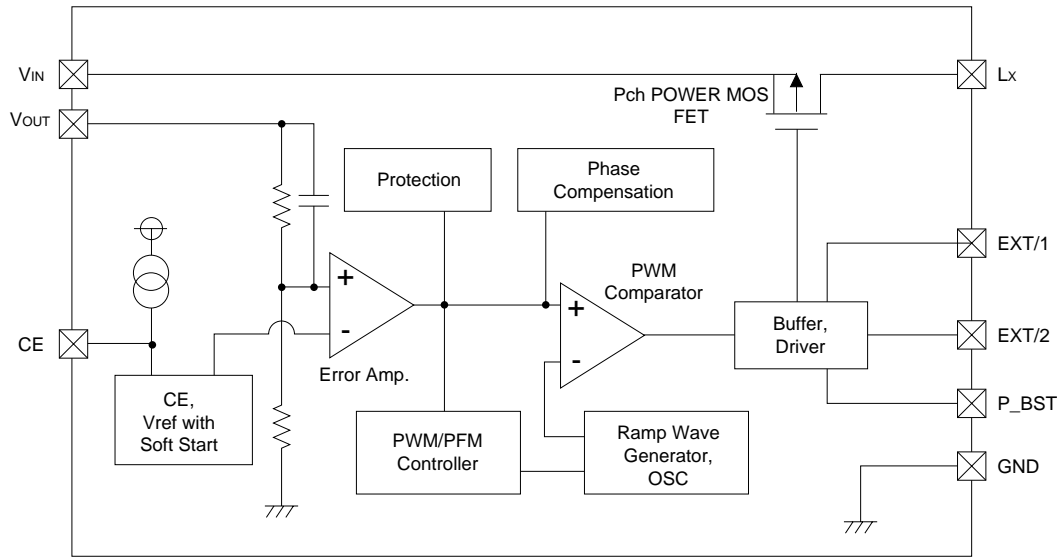 VIN
LX
Pch POWER MOS
FET
VOUT
Protection
Phase
Compensation
EXT/1
+
PWM
Comparator
+
-
Buffer,
Driver
EXT/2
CE
-
Error Amp.
CE,
Vref with
Soft Start
P_BST
PWM/PFM
Controller
Ramp Wave
Generator,
OSC
GND